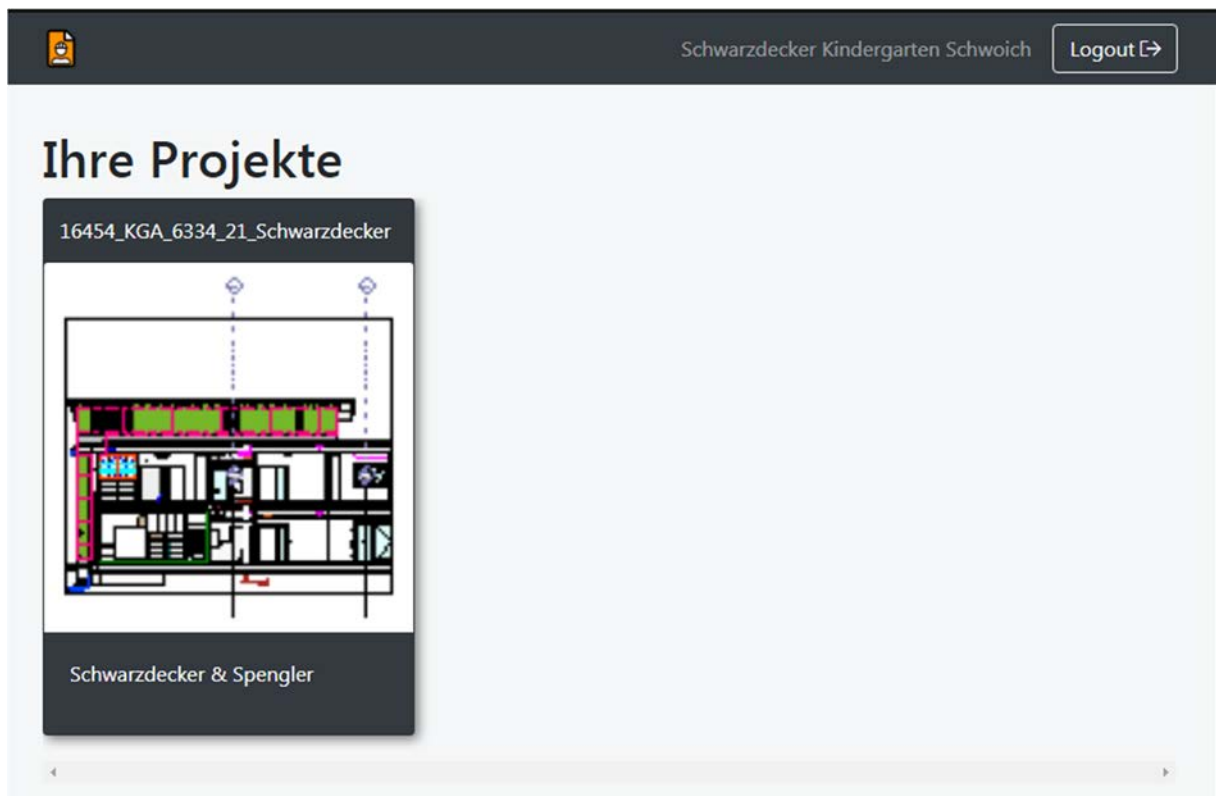 Schwarzdecker Kindergarten Schwoich
Logout
Ihre Projekte
16454_KGA_6334_21_Schwarzdecker
Schwarzdecker & Spengler